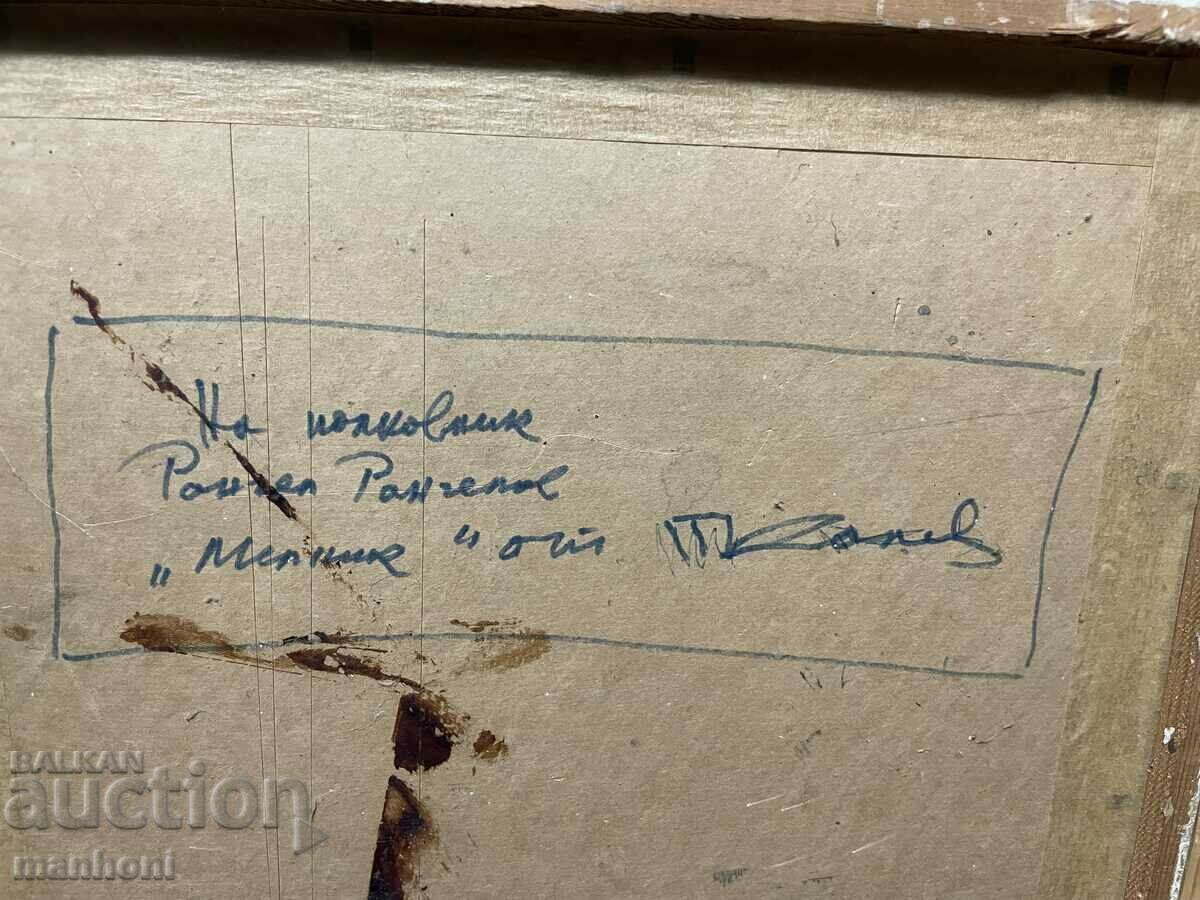 На полковник
Рангел Рангелов
„Мелник" от
BALKAN
auction
manhoni